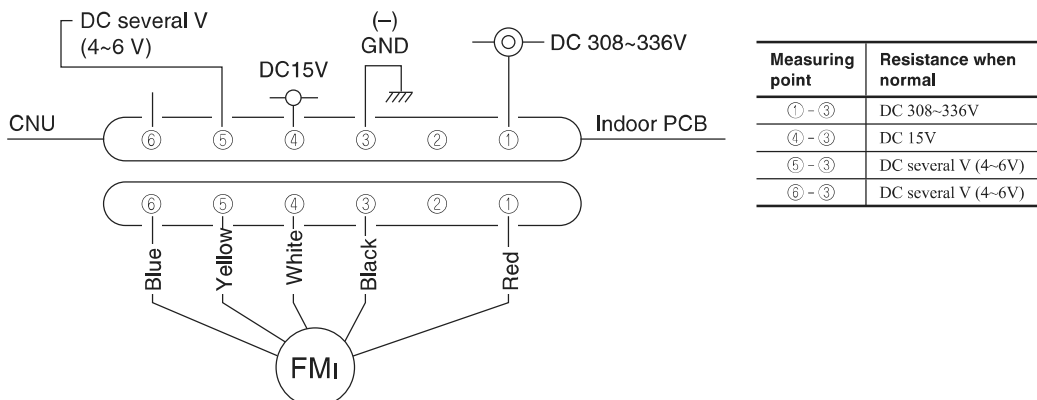 DC several V
(4~6 V)
DC15V
(–)
GND
DC 308~336V
CNU
⑥ ⑤ ④ ③ ② ①
Indoor PCB
⑥ ⑤ ④ ③ ② ①
Blue
Yellow
White
Black
Red
FMI
Measuring point
Resistance when normal
① - ③ DC 308~336V
④ - ③ DC 15V
⑤ - ③ DC several V (4~6V)
⑥ - ③ DC several V (4~6V)